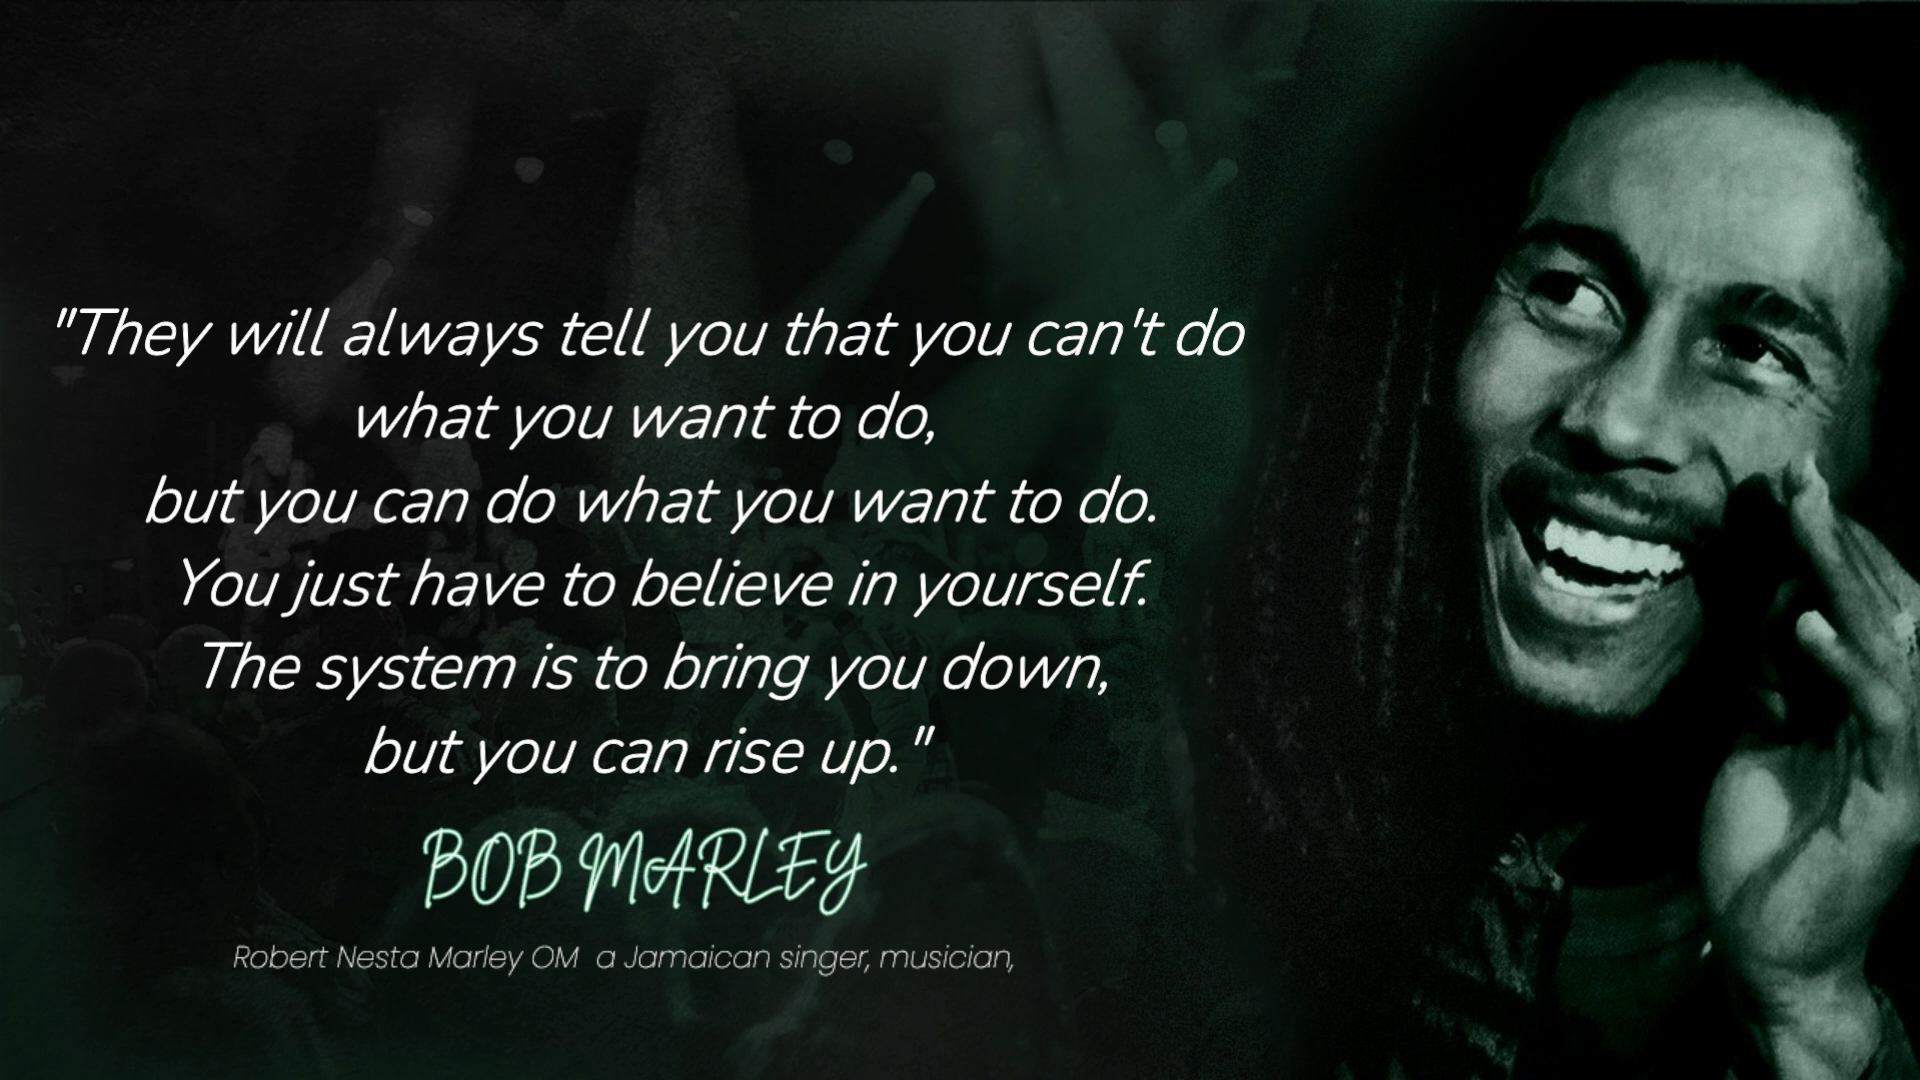 "They will always tell you that you can't do
what you want to do,
but you can do what you want to do.
You just have to believe in yourself.
The system is to bring you down,
but you can rise up."
BOB MARLEY
Robert Nesta Marley OM a Jamaican singer, musician,